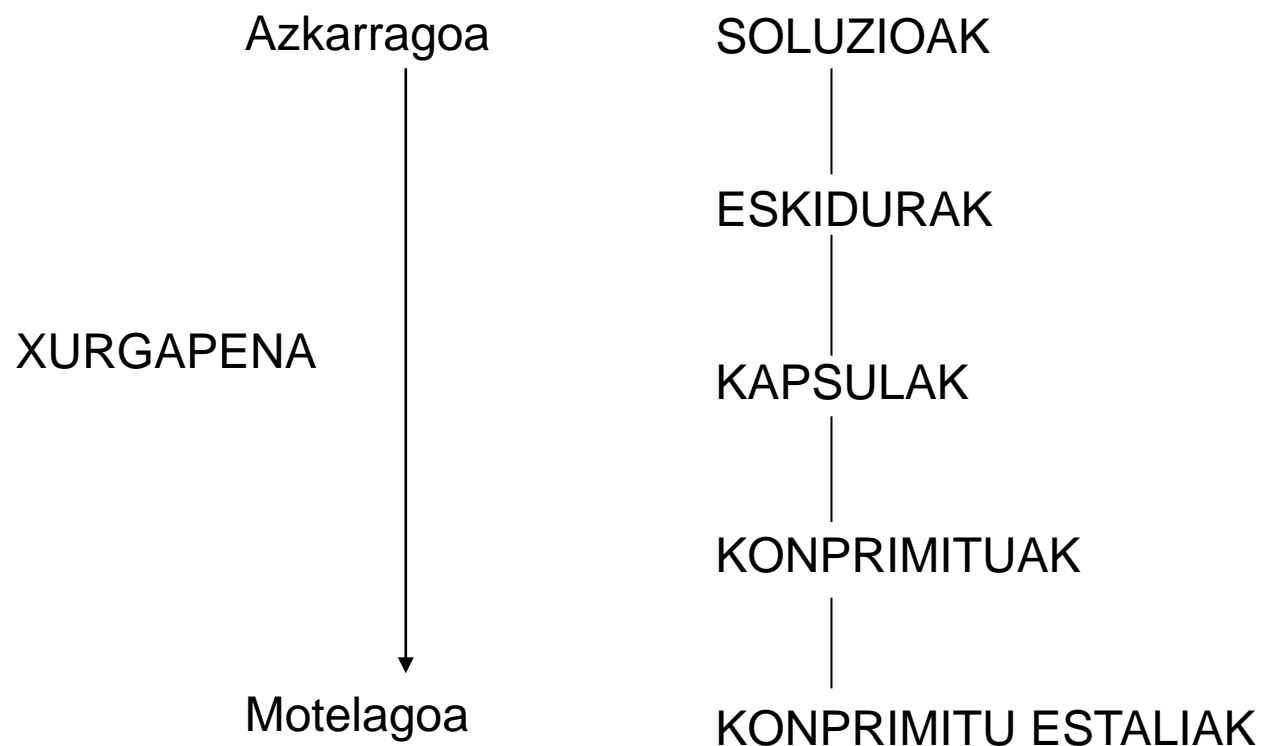 Azkarragoa SOLUZIOAK
ESKIDURAK
XURGAPENA
KAPSULAK
KONPRIMITUAK
Motelagoa
KONPRIMITU ESTALIAK